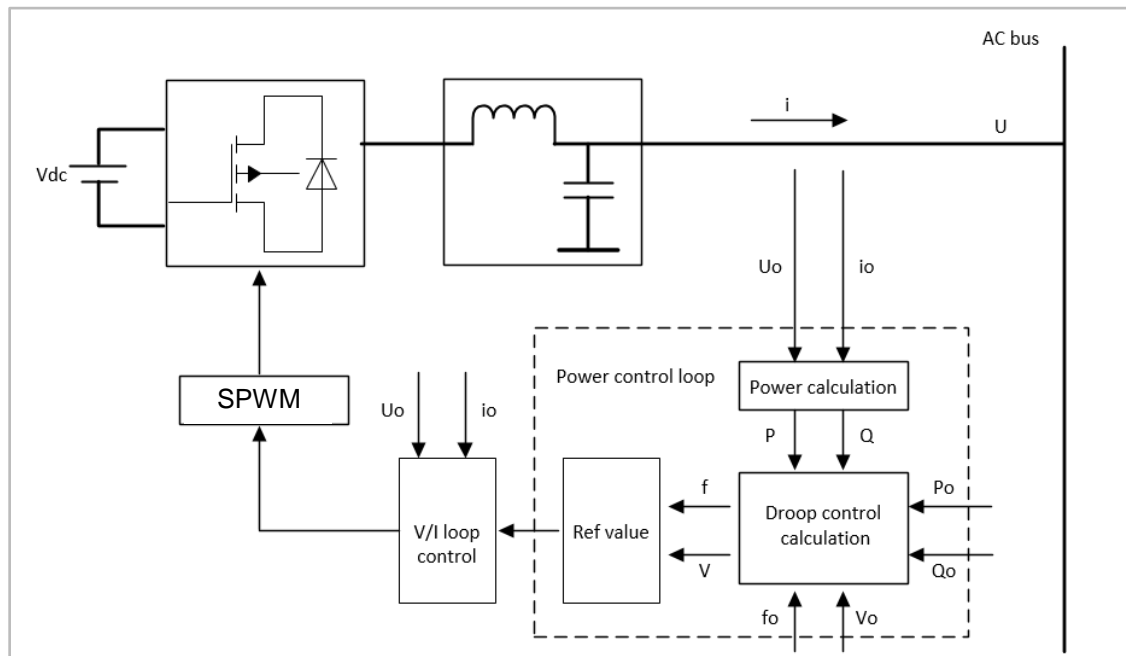 AC bus
i
U
Vdc
Uo
io
Power control loop
Power calculation
SPWM
Uo
io
P
Q
V/I loop
control
Ref value
f
V
Droop control
calculation
Po
Qo
fo
Vo